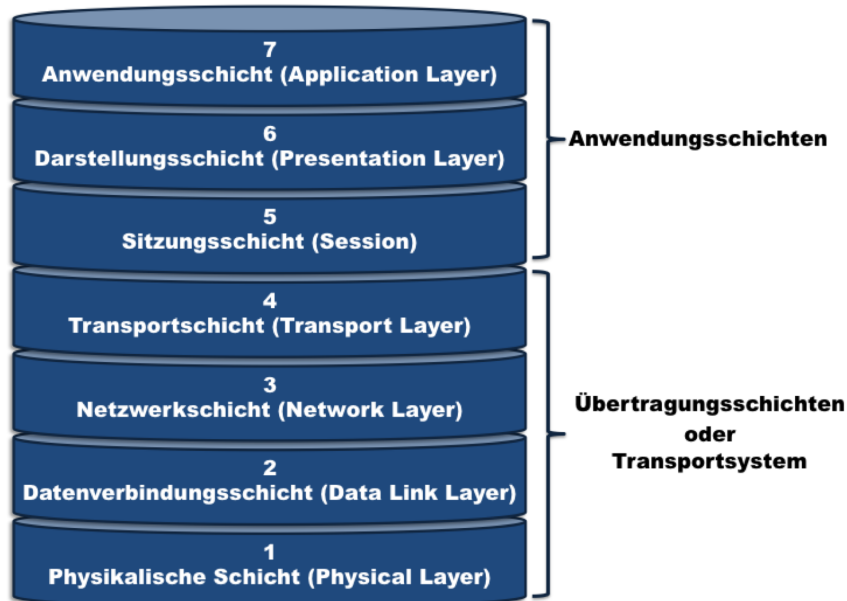 7
Anwendungsschicht (Application Layer)
6
Darstellungsschicht (Presentation Layer)
5
Sitzungsschicht (Session)
4
Transportschicht (Transport Layer)
3
Netzwerkschicht (Network Layer)
2
Datenverbindungsschicht (Data Link Layer)
1
Physikalische Schicht (Physical Layer)
Anwendungsschichten
Übertragungsschichten
oder
Transportsystem